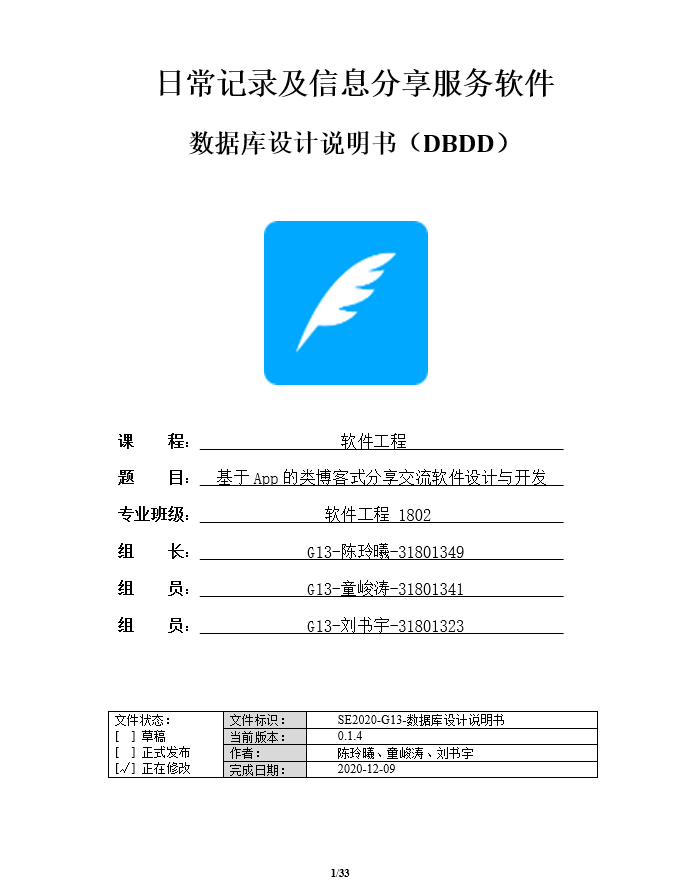 日常记录及信息分享服务软件
数据库设计说明书（DBDD）
课 程：软件工程
题 目：基于 App 的类博客式分享交流软件设计与开发
专业班级：软件工程 1802
组 长：G13-陈玲曦-31801349
组 员：G13-童峻涛-31801341
组 员：G13-刘书宇-31801323
文件状态：
[ ] 草稿
[ ] 正式发布
[√] 正在修改
文件标识： SE2020-G13-数据库设计说明书
当前版本： 0.1.4
作者： 陈玲曦、童峻涛、刘书宇
完成日期： 2020-12-09
1/33